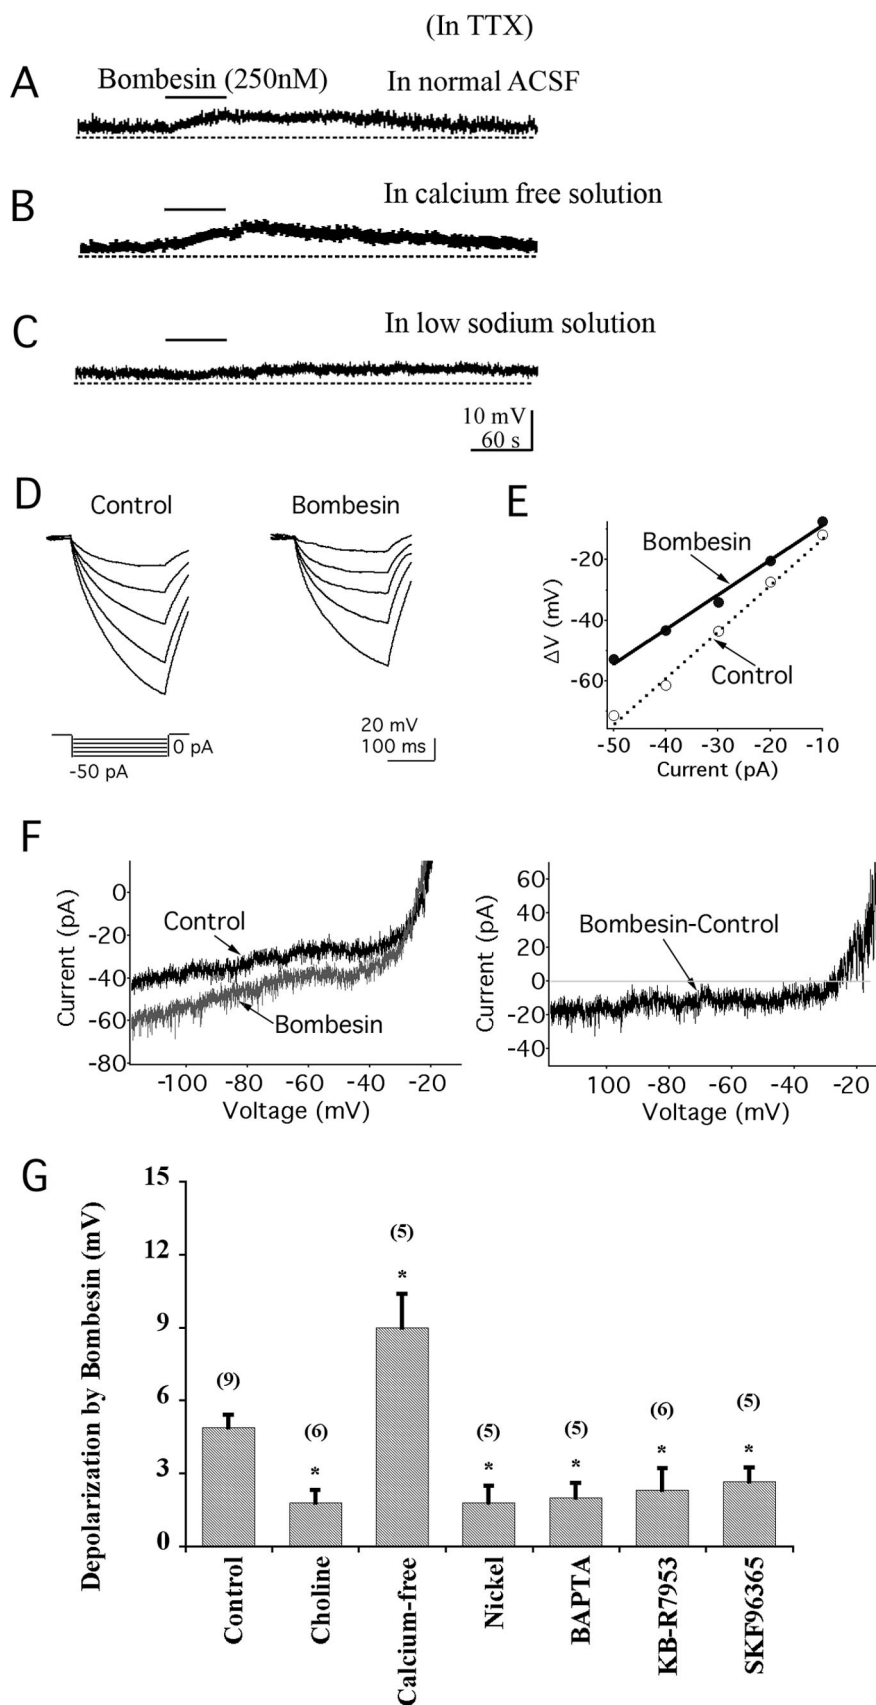 (In TTX)
A
Bombesin (250nM)
In normal ACSF
B
In calcium free solution
C
In low sodium solution
10 mV
60 s
D
Control
Bombesin
0 pA
-50 pA
20 mV
100 ms
E
Bombesin
Control
-20
-40
-60
ΔV (mV)
-50
-40
-30
-20
-10
Current (pA)
F
0
-20
-40
-60
-80
Current (pA)
Control
Bombesin
-100
-80
-60
-40
-20
Voltage (mV)
60
40
20
0
-20
-40
Current (pA)
Bombesin-Control
100
-80
-60
-40
-20
Voltage (mV)
G
15
12
9
6
3
0
Depolarization by Bombesin (mV)
(9)
(6)
*
(5)
*
(5)
*
(5)
*
(6)
*
(5)
*
Control
Choline
Calcium-free
Nickel
BAPTA
KB-R7953
SKF96365